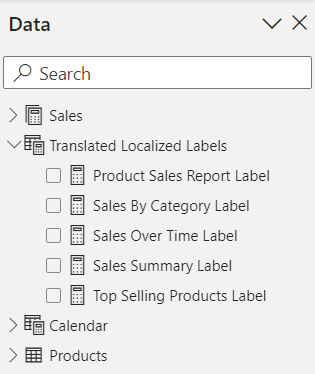 Data
Search
Sales
Translated Localized Labels
Product Sales Report Label
Sales By Category Label
Sales Over Time Label
Sales Summary Label
Top Selling Products Label
Calendar
Products